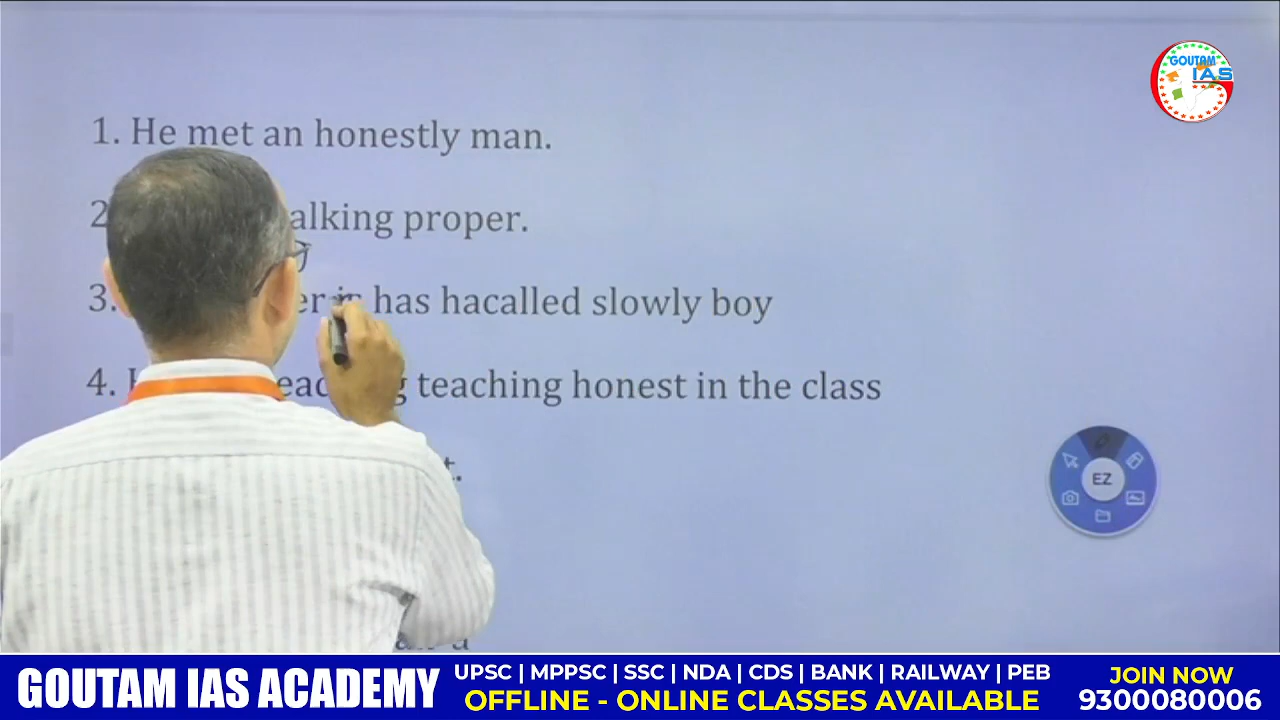 GOUTAM
IAS
1. He met an honestly man.
2 alking proper.
3. er is has hacalled slowly boy
4. teaching honest in the class
t.
EZ
GOUTAM IAS ACADEMY
UPSC | MPPSC | SSC | NDA | CDS | BANK | RAILWAY | PEB
OFFLINE - ONLINE CLASSES AVAILABLE
JOIN NOW
9300080006